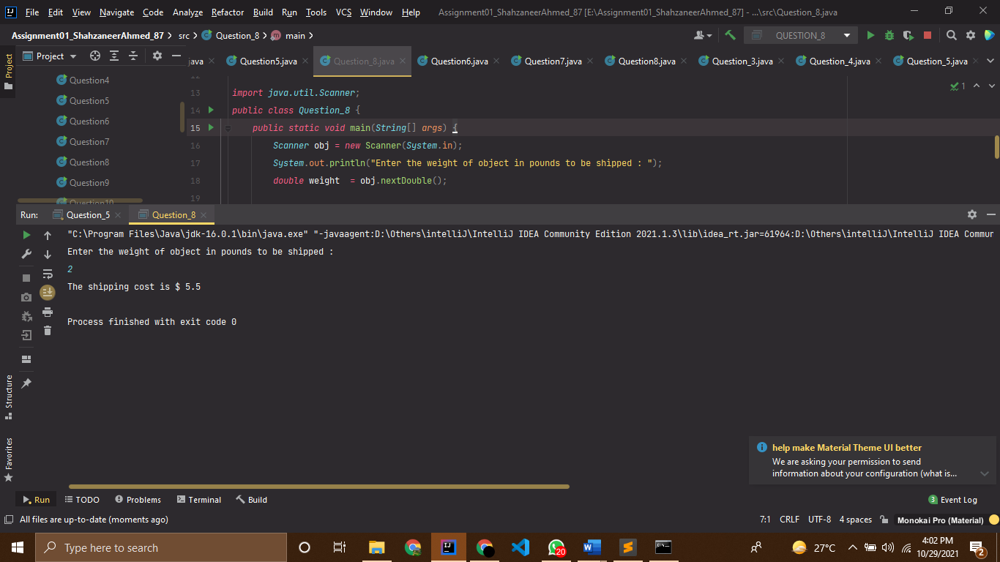 File Edit View Navigate Code Analyze Refactor Build Run Tools VCS Window Help Assignment01_ShahzaneerAhmed_87 [E:\Assignment01_ShahzaneerAhmed_87] - ...\src\Question_8.java
Assignment01_ShahzaneerAhmed_87 src Question_8 main QUESTION_8
Project Project java Question5.java Question_8.java Question6.java Question7.java Question8.java Question_3.java Question_4.java Question_5.java
Question4
Question5
Question6
Question7
Question8
Question9
Question10
12
13 import java.util.Scanner;
14 public class Question_8 {
15 public static void main(String[] args) {
16 Scanner obj = new Scanner(System.in);
17 System.out.println("Enter the weight of object in pounds to be shipped : ");
18 double weight  = obj.nextDouble();
19
1
Run: Question_5 Question_8
"C:\Program Files\Java\jdk-16.0.1\bin\java.exe" "-javaagent:D:\Others\intelliJ\IntelliJ IDEA Community Edition 2021.1.3\lib\idea_rt.jar=61964:D:\Others\intelliJ\IntelliJ IDEA Commun
Enter the weight of object in pounds to be shipped :
2
The shipping cost is $ 5.5
Process finished with exit code 0
Structure
Favorites
help make Material Theme UI better
We are asking your permission to send
information about your configuration (what is...
Run TODO Problems Terminal Build 3 Event Log
All files are up-to-date (moments ago) 7:1 CRLF UTF-8 4 spaces Monokai Pro (Material)
Type here to search 20 27°C 4:02 PM
10/29/2021 2